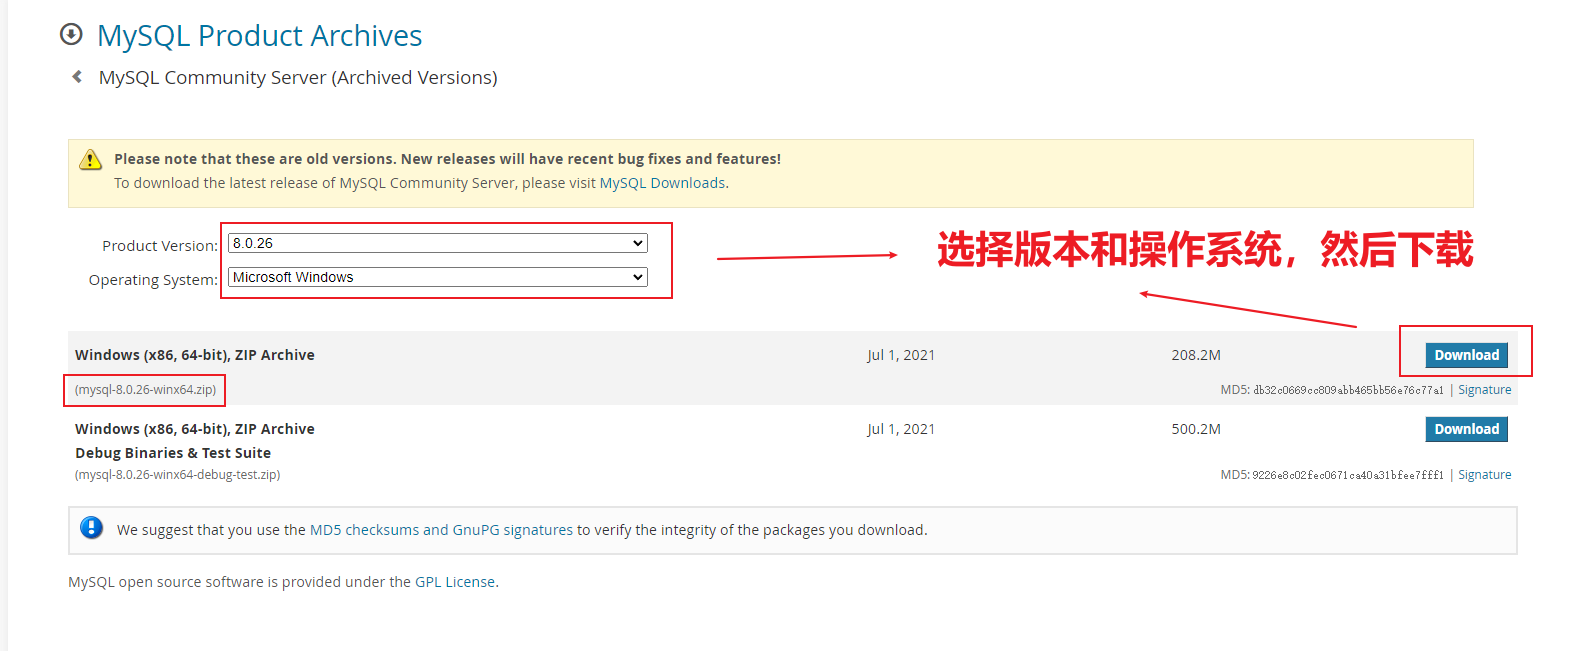 MySQL Product Archives
MySQL Community Server (Archived Versions)
Please note that these are old versions. New releases will have recent bug fixes and features!
To download the latest release of MySQL Community Server, please visit MySQL Downloads.
Product Version: 8.0.26
Operating System: Microsoft Windows
选择版本和操作系统，然后下载
Windows (x86, 64-bit), ZIP Archive Jul 1, 2021 208.2M Download
(mysql-8.0.26-winx64.zip) MD5: db32c0669cc809abb465bb56e76c77a1 | Signature
Windows (x86, 64-bit), ZIP Archive Jul 1, 2021 500.2M Download
Debug Binaries & Test Suite
(mysql-8.0.26-winx64-debug-test.zip) MD5: 9226e8c02fec0671ca40a31bfee7fff1 | Signature
We suggest that you use the MD5 checksums and GnuPG signatures to verify the integrity of the packages you download.
MySQL open source software is provided under the GPL License.